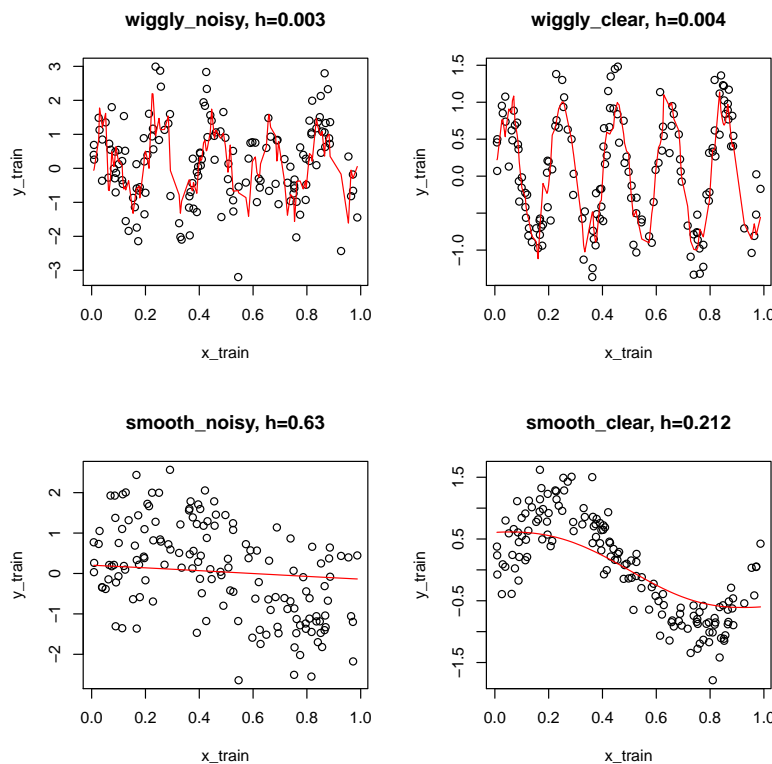 wiggly_noisy, h=0.003
y_train
3
2
1
0
−1
−2
−3
0.0 0.2 0.4 0.6 0.8 1.0
x_train
wiggly_clear, h=0.004
y_train
1.5
0.5
0.0
−1.0
0.0 0.2 0.4 0.6 0.8 1.0
x_train
smooth_noisy, h=0.63
y_train
2
1
0
−1
−2
0.0 0.2 0.4 0.6 0.8 1.0
x_train
smooth_clear, h=0.212
y_train
1.5
0.5
−0.5
−1.5
0.0 0.2 0.4 0.6 0.8 1.0
x_train